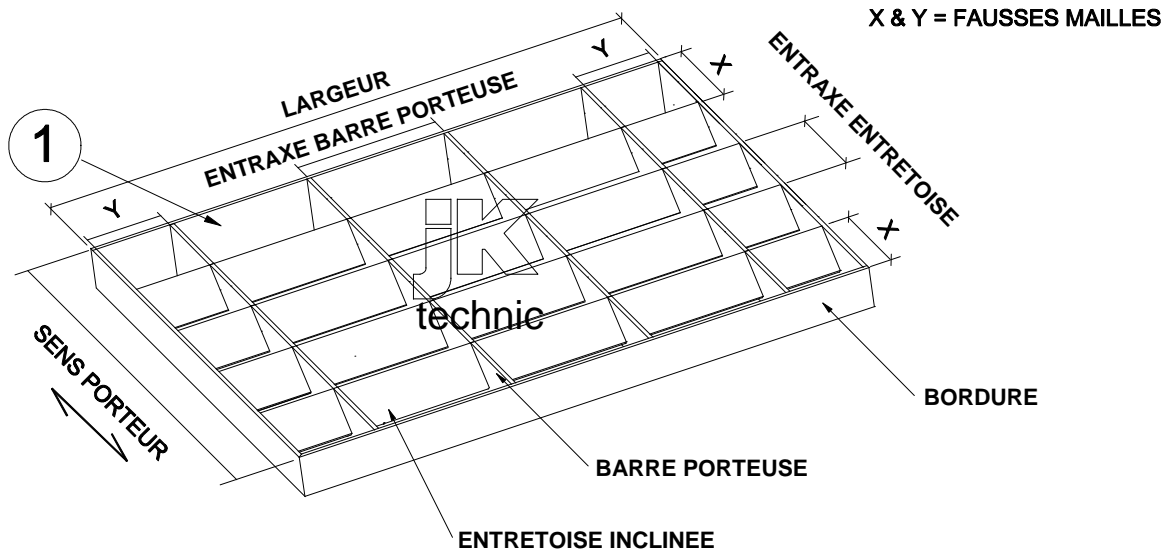 X & Y = FAUSSES MAILLES
LARGEUR
Y
X
ENTRAXE ENTRETOISE
ENTRAXE BARRE PORTEUSE
1
Y
X
jk
technic
SENS PORTEUR
BORDURE
BARRE PORTEUSE
ENTRETOISE INCLINEE